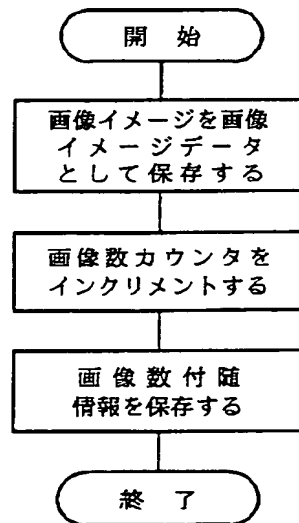 開始
画像イメージを画像
イメージデータ
として保存する
画像数カウンタを
インクリメントする
画像数付随
情報を保存する
終了